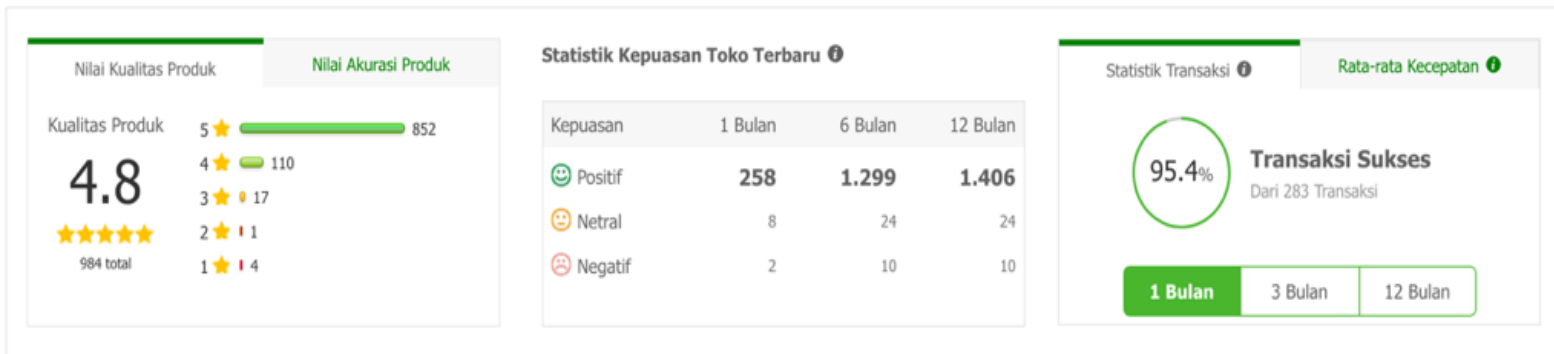 Nilai Kualitas Produk
Nilai Akurasi Produk
Kualitas Produk
4.8
984 total
5 852
4 110
3 17
2 1
1 4
Statistik Kepuasan Toko Terbaru
Kepuasan 1 Bulan 6 Bulan 12 Bulan
Positif 258 1.299 1.406
Netral 8 24 24
Negatif 2 10 10
Statistik Transaksi
Rata-rata Kecepatan
95.4%
Transaksi Sukses
Dari 283 Transaksi
1 Bulan 3 Bulan 12 Bulan